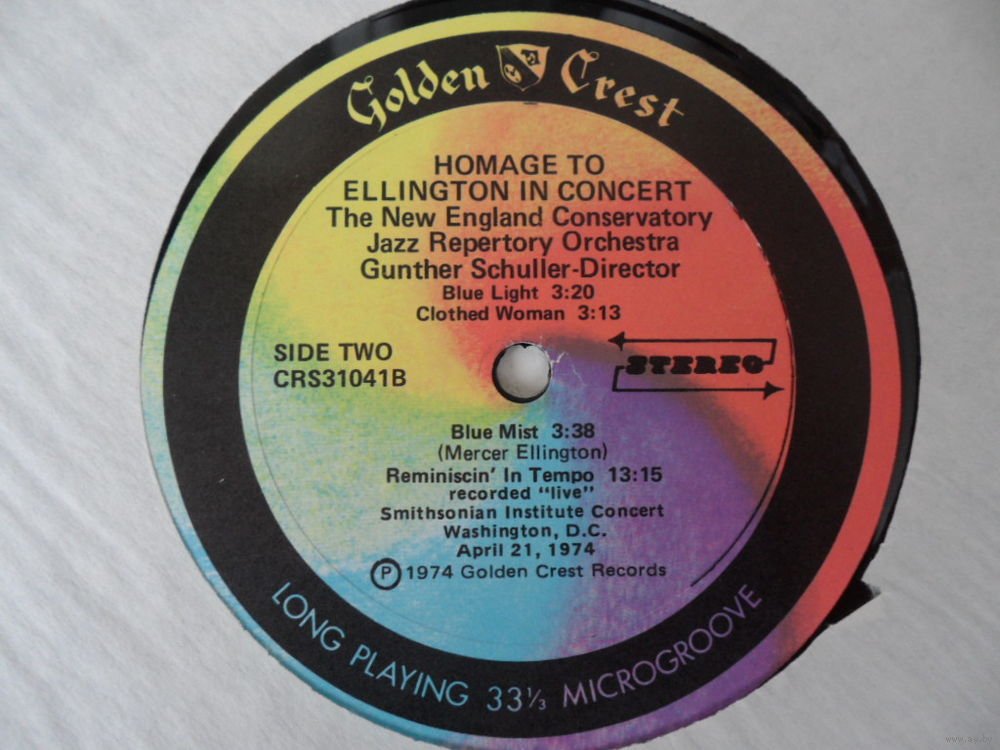 Golden Crest
HOMAGE TO
ELLINGTON IN CONCERT
The New England Conservatory
Jazz Repertory Orchestra
Gunther Schuller-Director
Blue Light 3:20
Clothed Woman 3:13
SIDE TWO
CRS31041B
STEREO
Blue Mist 3:38
(Mercer Ellington)
Reminiscin' In Tempo 13:15
recorded "live"
Smithsonian Institute Concert
Washington, D.C.
April 21, 1974
Ⓟ 1974 Golden Crest Records
LONG PLAYING 33⅓ MICROGROOVE